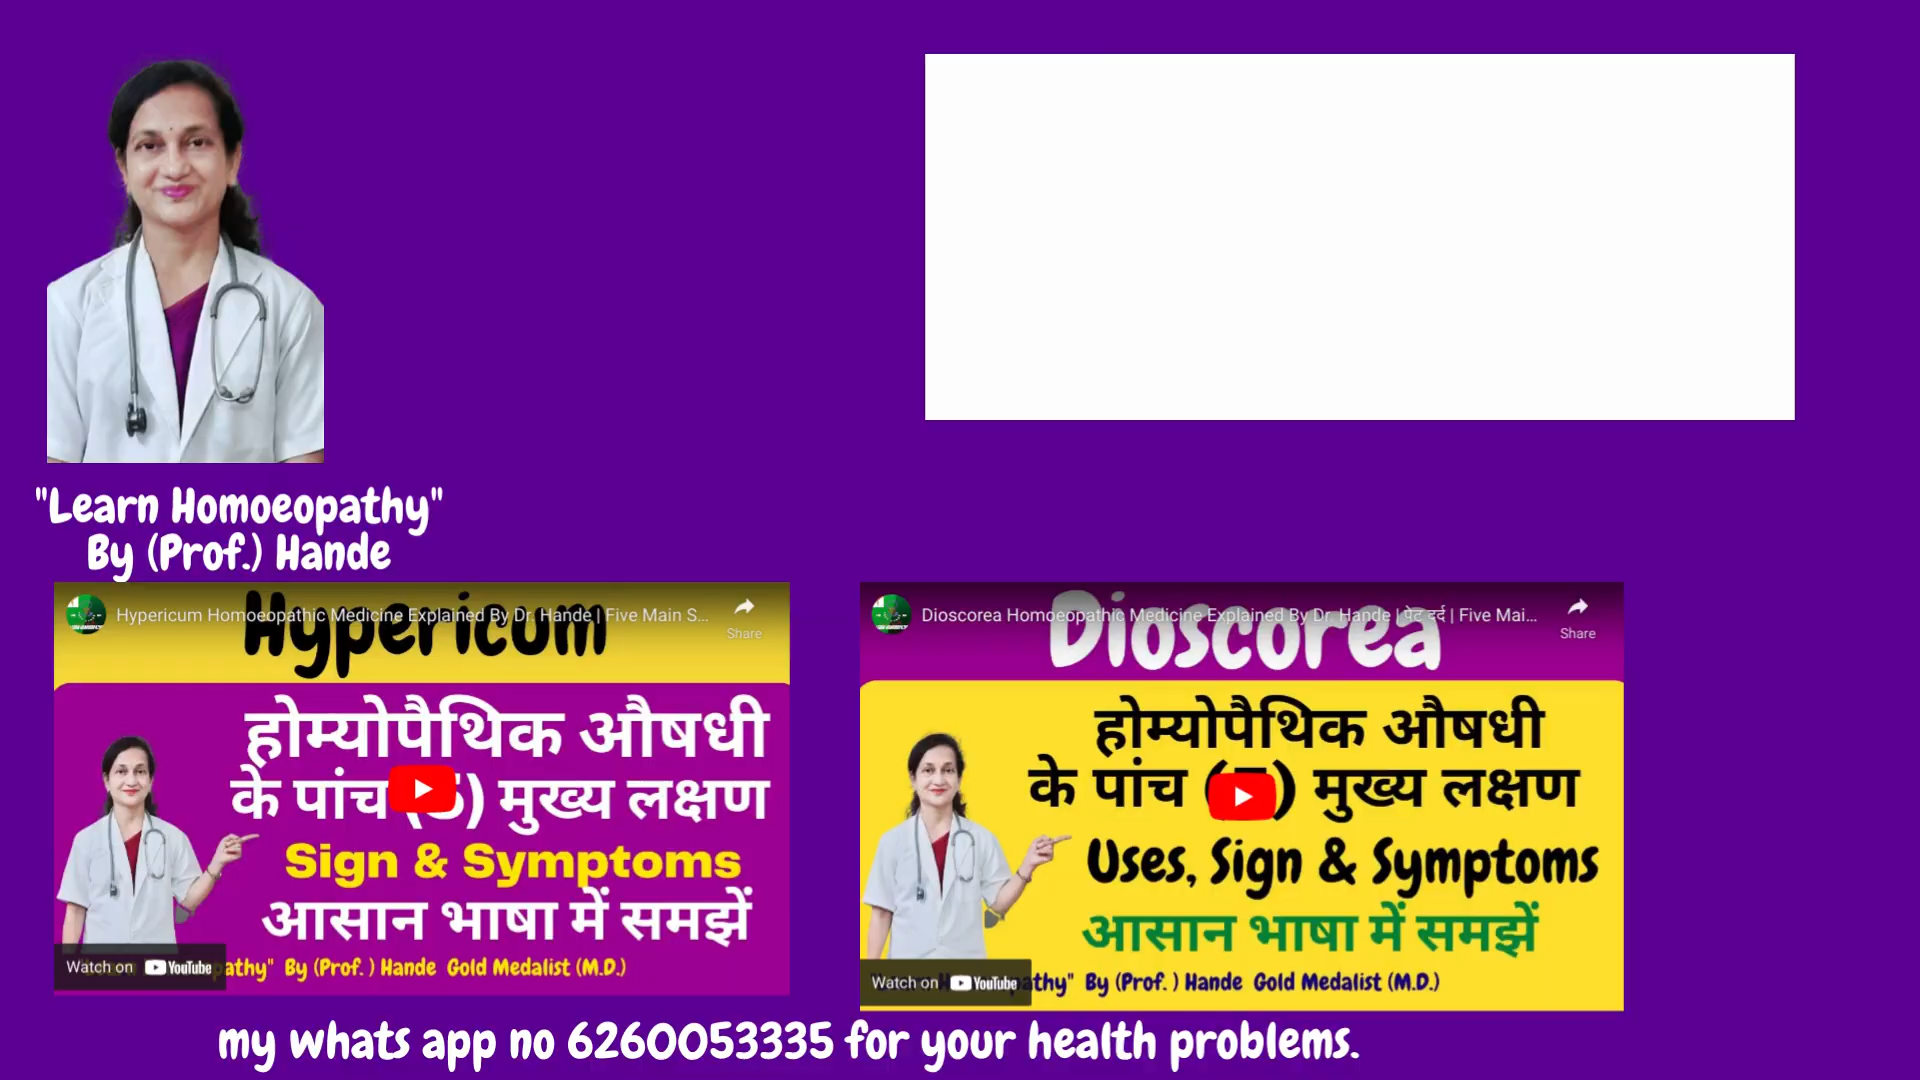 "Learn Homoeopathy"
By (Prof.) Hande
Hypericum Homoeopathic Medicine Explained By Dr. Hande | Five Main S...
Share
Hypericum
होम्योपैथिक औषधी
के पांच (5) मुख्य लक्षण
Sign & Symptoms
आसान भाषा में समझें
Watch on YouTube
pathy" By (Prof. ) Hande Gold Medalist (M.D.)
Dioscorea Homoeopathic Medicine Explained By Dr. Hande | पेट दर्द | Five Mai...
Share
Dioscorea
होम्योपैथिक औषधी
के पांच ( ) मुख्य लक्षण
Uses, Sign & Symptoms
आसान भाषा में समझें
Watch on YouTube
pathy" By (Prof. ) Hande Gold Medalist (M.D.)
my whats app no 6260053335 for your health problems.